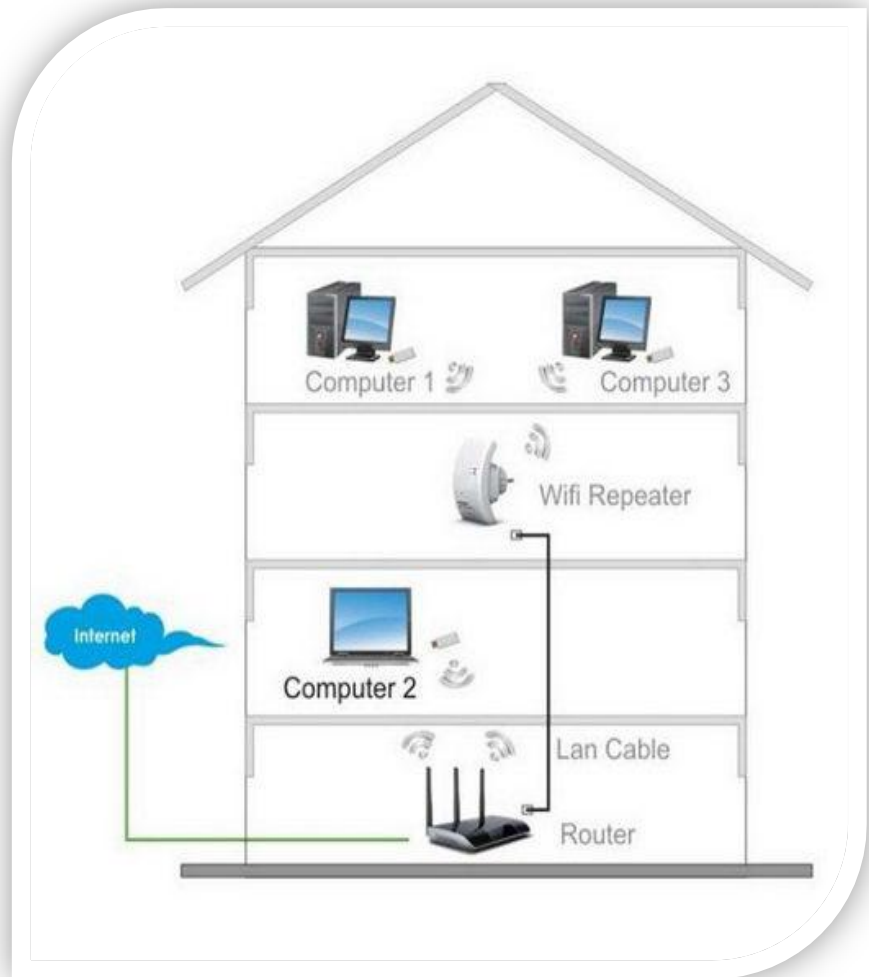 Computer 1
Computer 3
Wifi Repeater
Internet
Computer 2
Lan Cable
Router